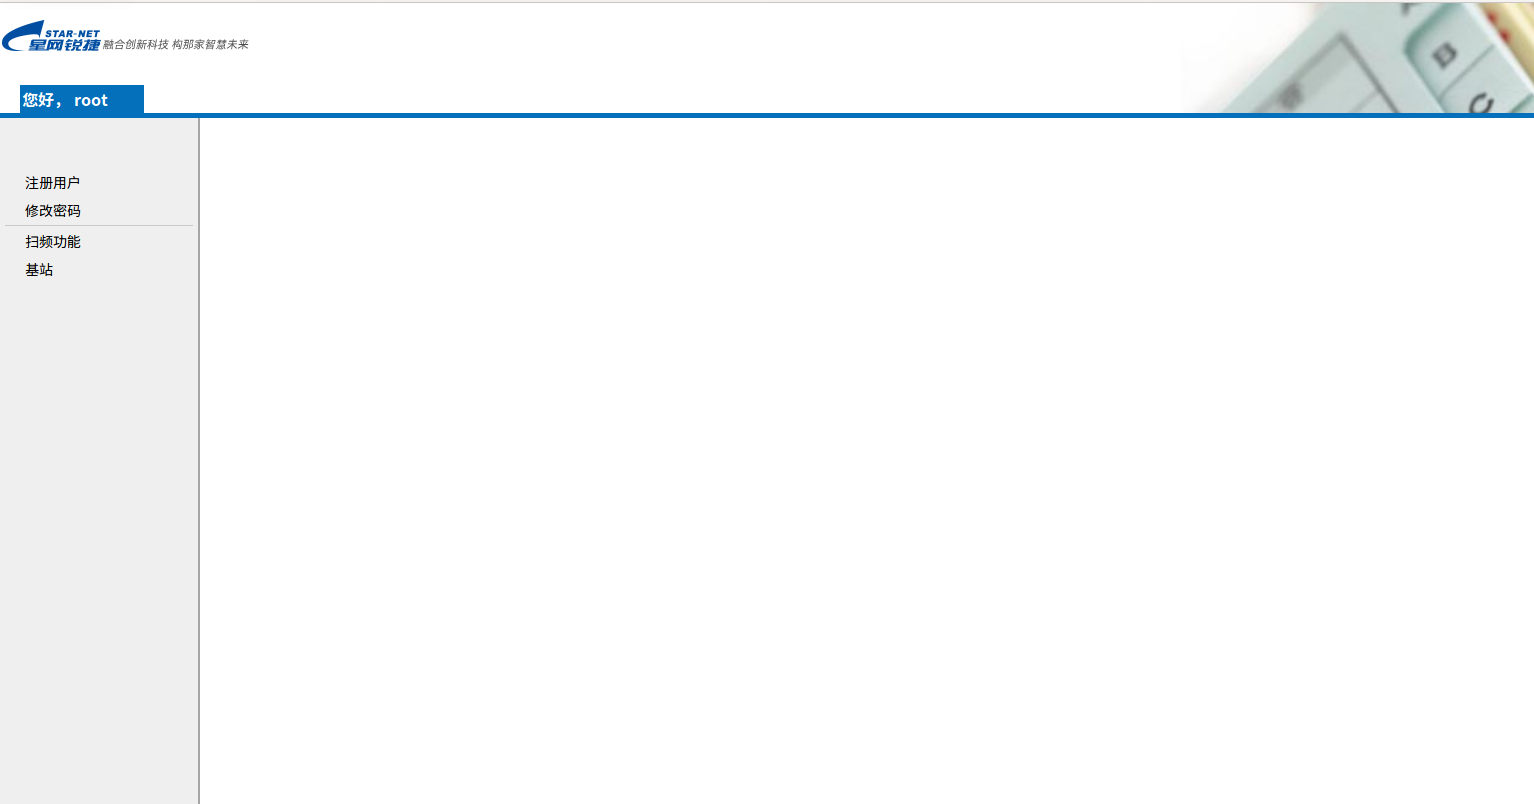 STAR-NET
星网锐捷 融合创新科技 构那家智慧未来
B
C
您好， root
注册用户
修改密码
扫频功能
基站